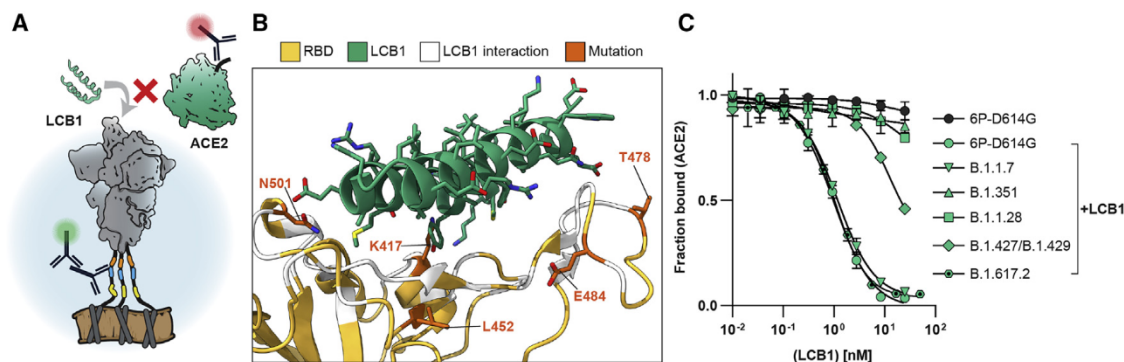 A
LCB1
ACE2
B
RBD
LCB1
LCB1 interaction
Mutation
N501
K417
T478
E484
L452
C
Fraction bound (ACE2)
1.0
0.5
0.0
10-2
10-1
100
101
102
(LCB1) [nM]
6P-D614G
6P-D614G
B.1.1.7
B.1.351
B.1.1.28
B.1.427/B.1.429
B.1.617.2
+LCB1